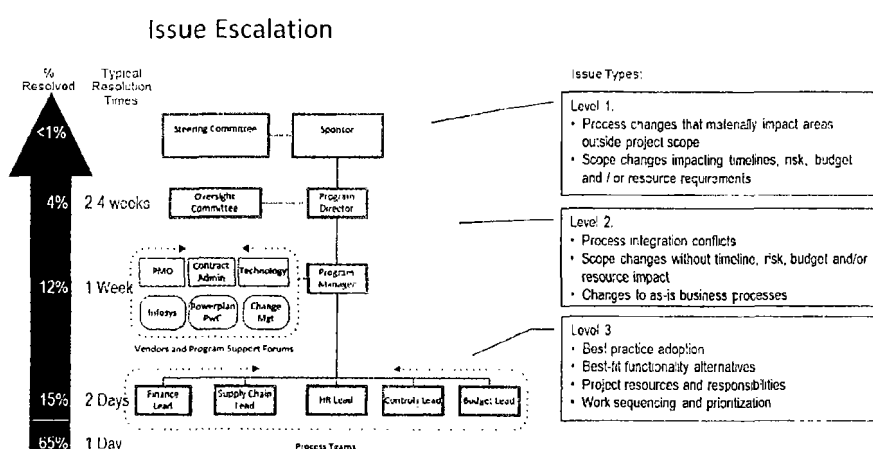 Issue Escalation
%
Resolved
Typical
Resolution
Times
<1%
Steering Committee
Sponsor
4%
2-4 weeks
Oversight
Committee
Program
Director
12%
1 Week
PMO
Contract
Admin
Technology
Program
Manager
Infosys
Powerplan
PwC
Change
Mgt
Vendors and Program Support Forums
15%
2 Days
Finance
Lead
Supply Chain
Lead
HR Lead
Controls Lead
Budget Lead
65%
1 Day
Process Teams
Issue Types:
Level 1.
• Process changes that materially impact areas
outside project scope
• Scope changes impacting timelines, risk, budget
and / or resource requirements
Level 2.
• Process integration conflicts
• Scope changes without timeline, risk, budget and/or
resource impact
• Changes to as-is business processes
Level 3
• Best practice adoption
• Best-fit functionality alternatives
• Project resources and responsibilities
• Work sequencing and prioritization